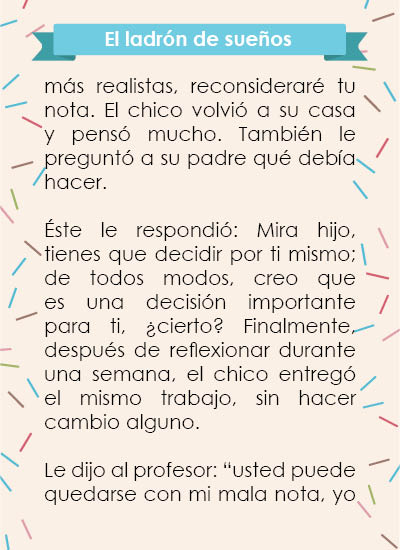 El ladrón de sueños
más realistas, reconsideraré tu
nota. El chico volvió a su casa
y pensó mucho. También le
preguntó a su padre qué debía
hacer.
Éste le respondió: Mira hijo,
tienes que decidir por ti mismo;
de todos modos, creo que
es una decisión importante
para ti, ¿cierto? Finalmente,
después de reflexionar durante
una semana, el chico entregó
el mismo trabajo, sin hacer
cambio alguno.
Le dijo al profesor: “usted puede
quedarse con mi mala nota, yo